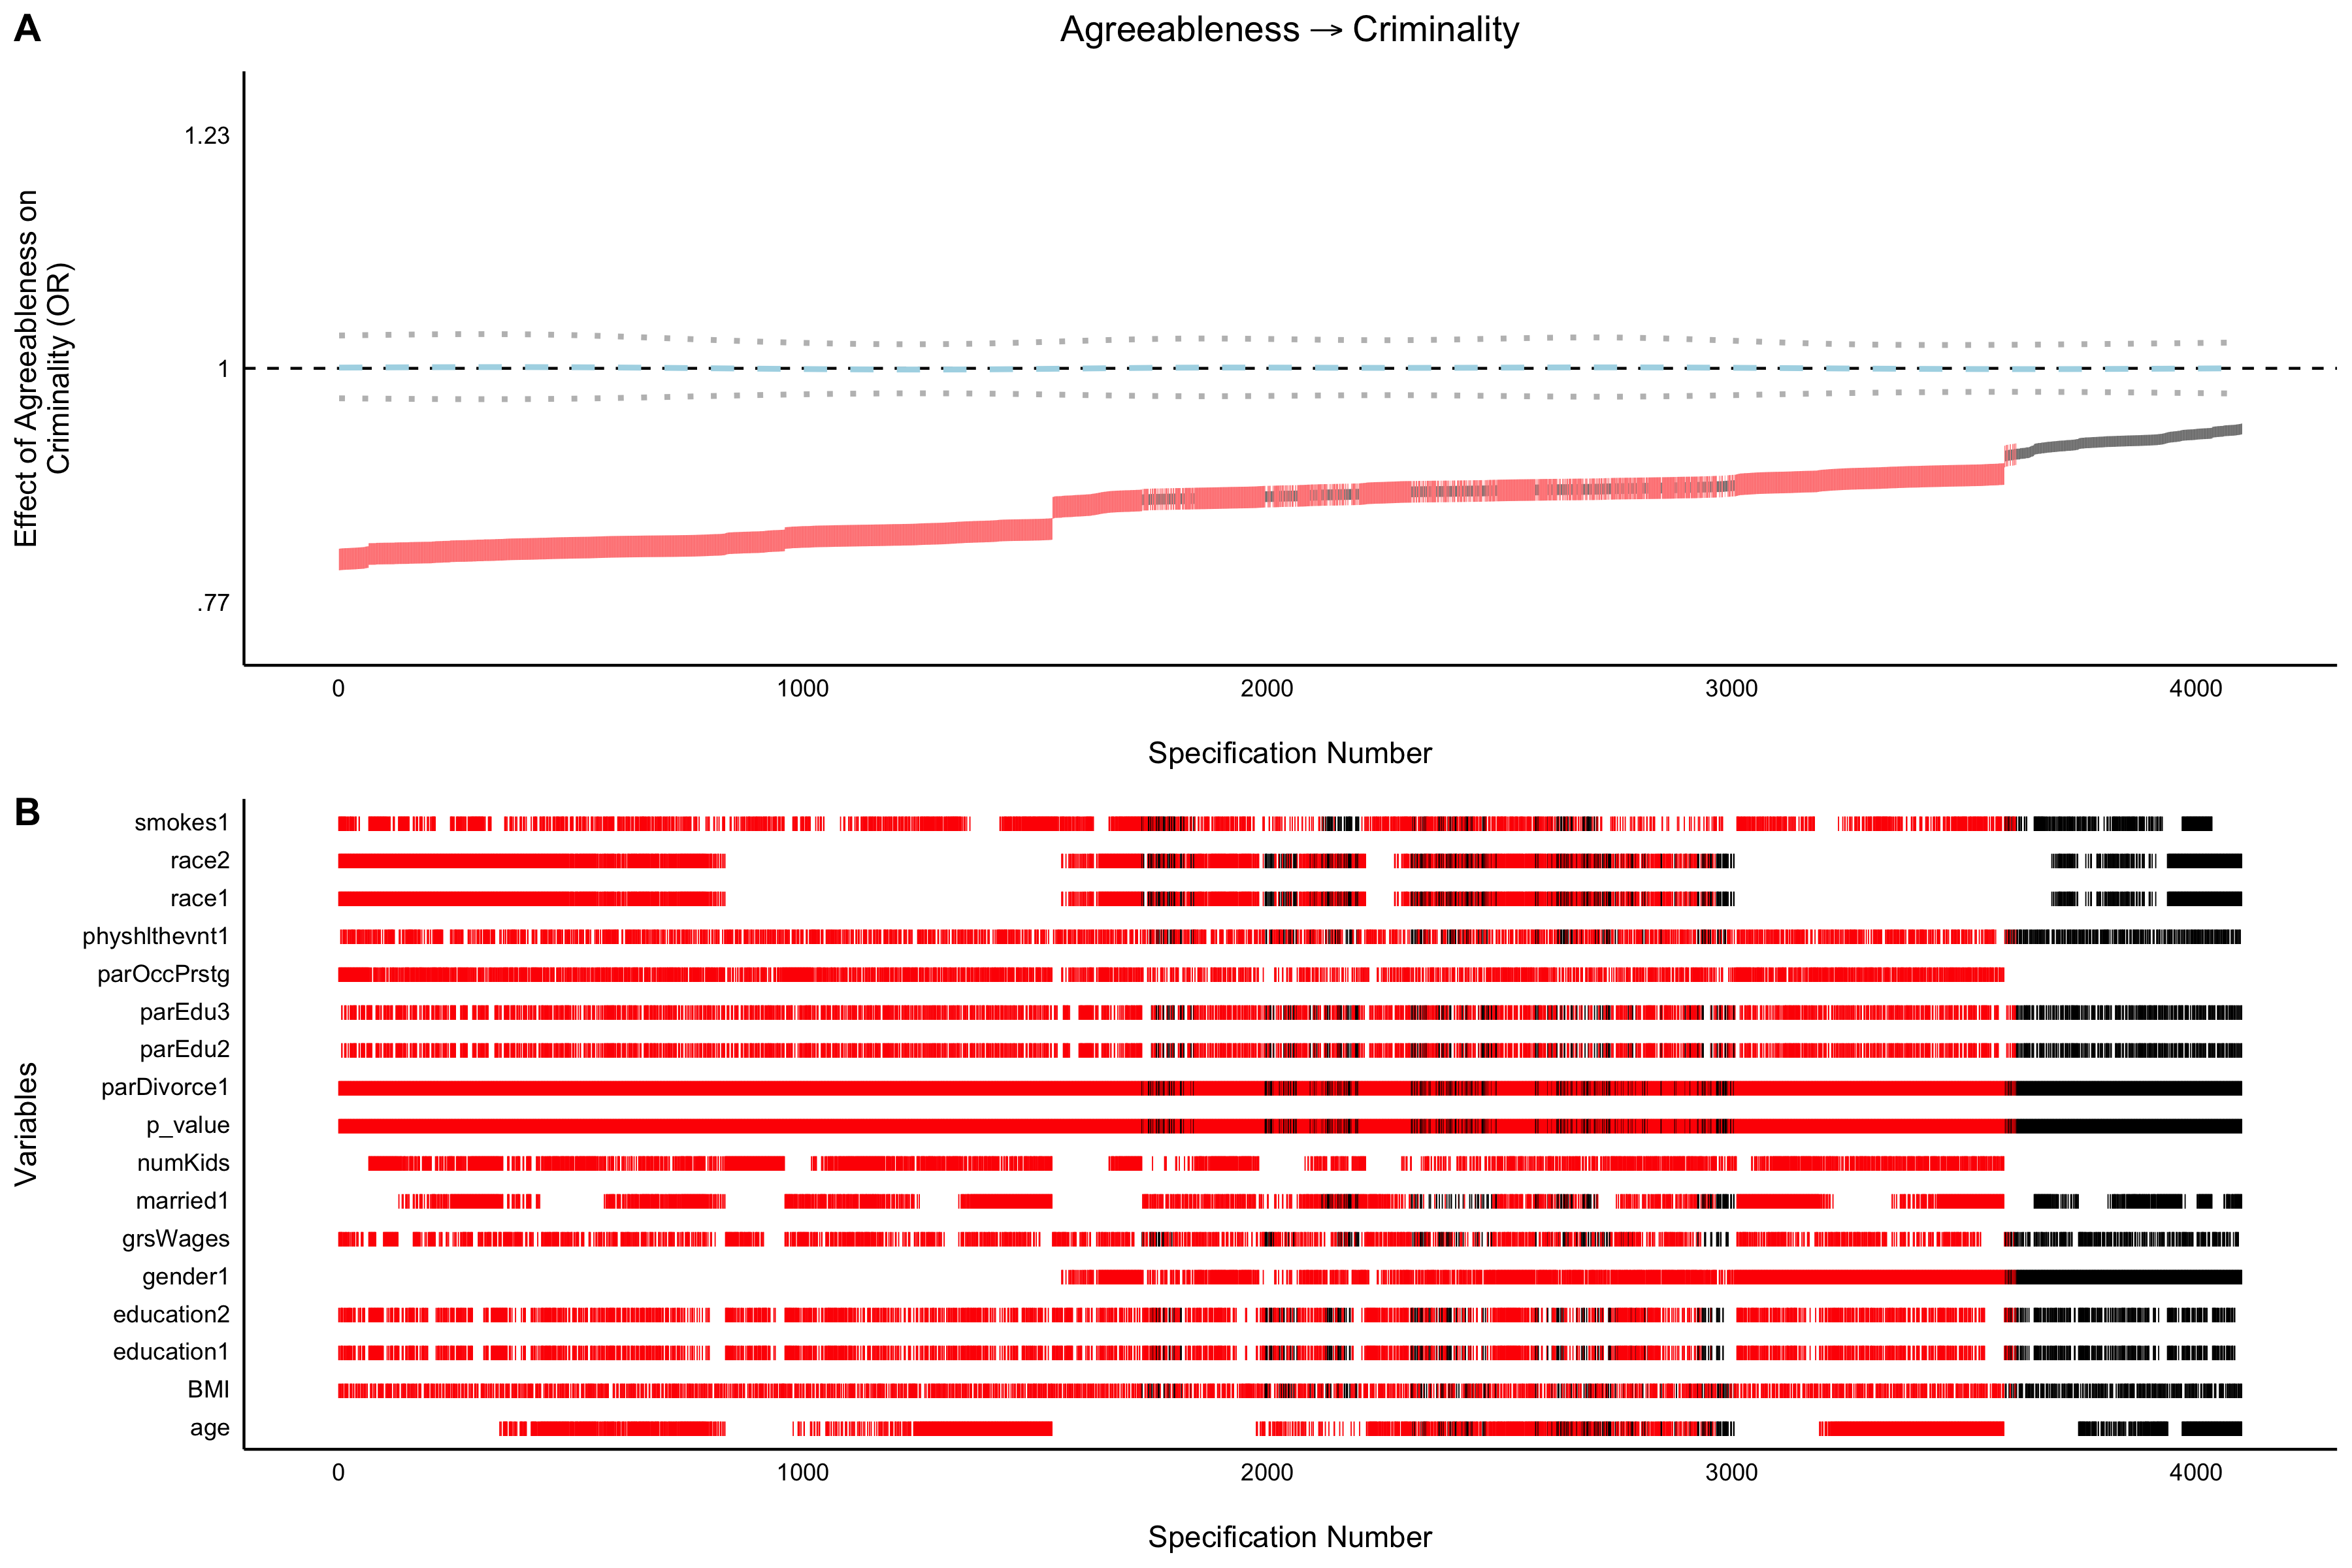 A
Agreeableness → Criminality
Effect of Agreeableness on
Criminality (OR)
1.23
1
.77
0 1000 2000 3000 4000
Specification Number
B
Variables
smokes1
race2
race1
physhlthevnt1
parOccPrstg
parEdu3
parEdu2
parDivorce1
p_value
numKids
married1
grsWages
gender1
education2
education1
BMI
age
0 1000 2000 3000 4000
Specification Number